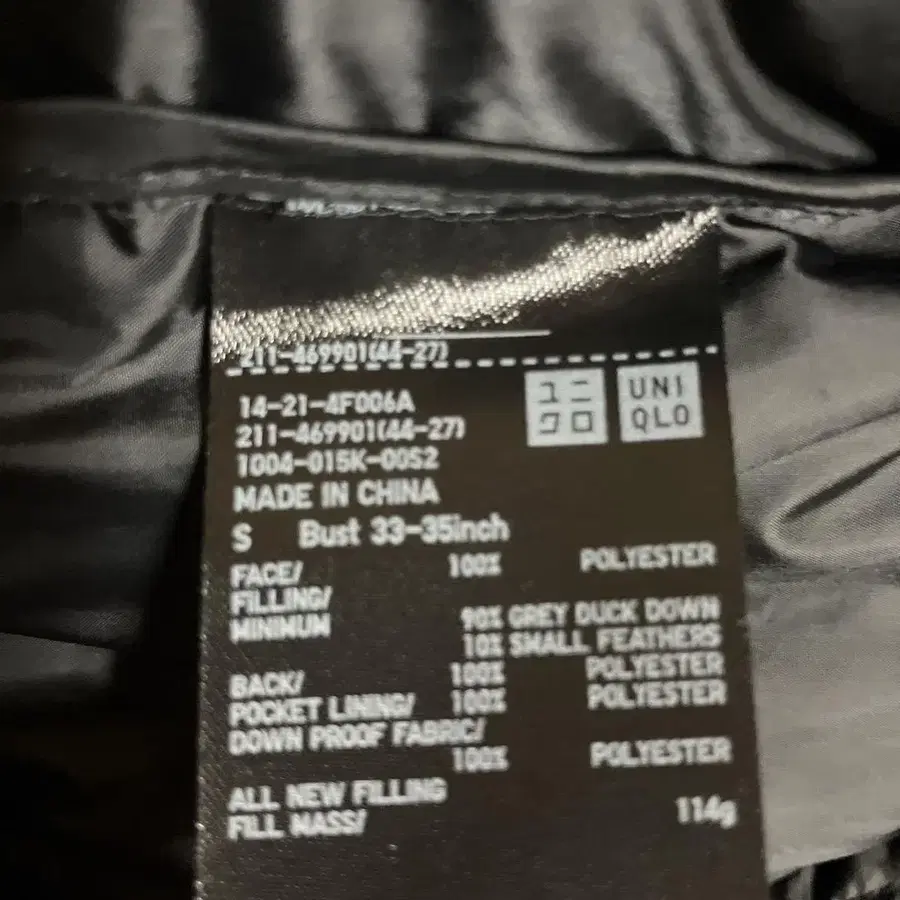 211-469901(44-27)
14-21-4F006A
211-469901(44-27)
1004-015K-00S2
ユニ
クロ
UNI
QLO
MADE IN CHINA
S Bust 33-35inch
FACE/ 100% POLYESTER
FILLING/
MINIMUM 90% GREY DUCK DOWN
10% SMALL FEATHERS
BACK/ 100% POLYESTER
POCKET LINING/ 100% POLYESTER
DOWN PROOF FABRIC/
100% POLYESTER
ALL NEW FILLING
FILL MASS/ 114g